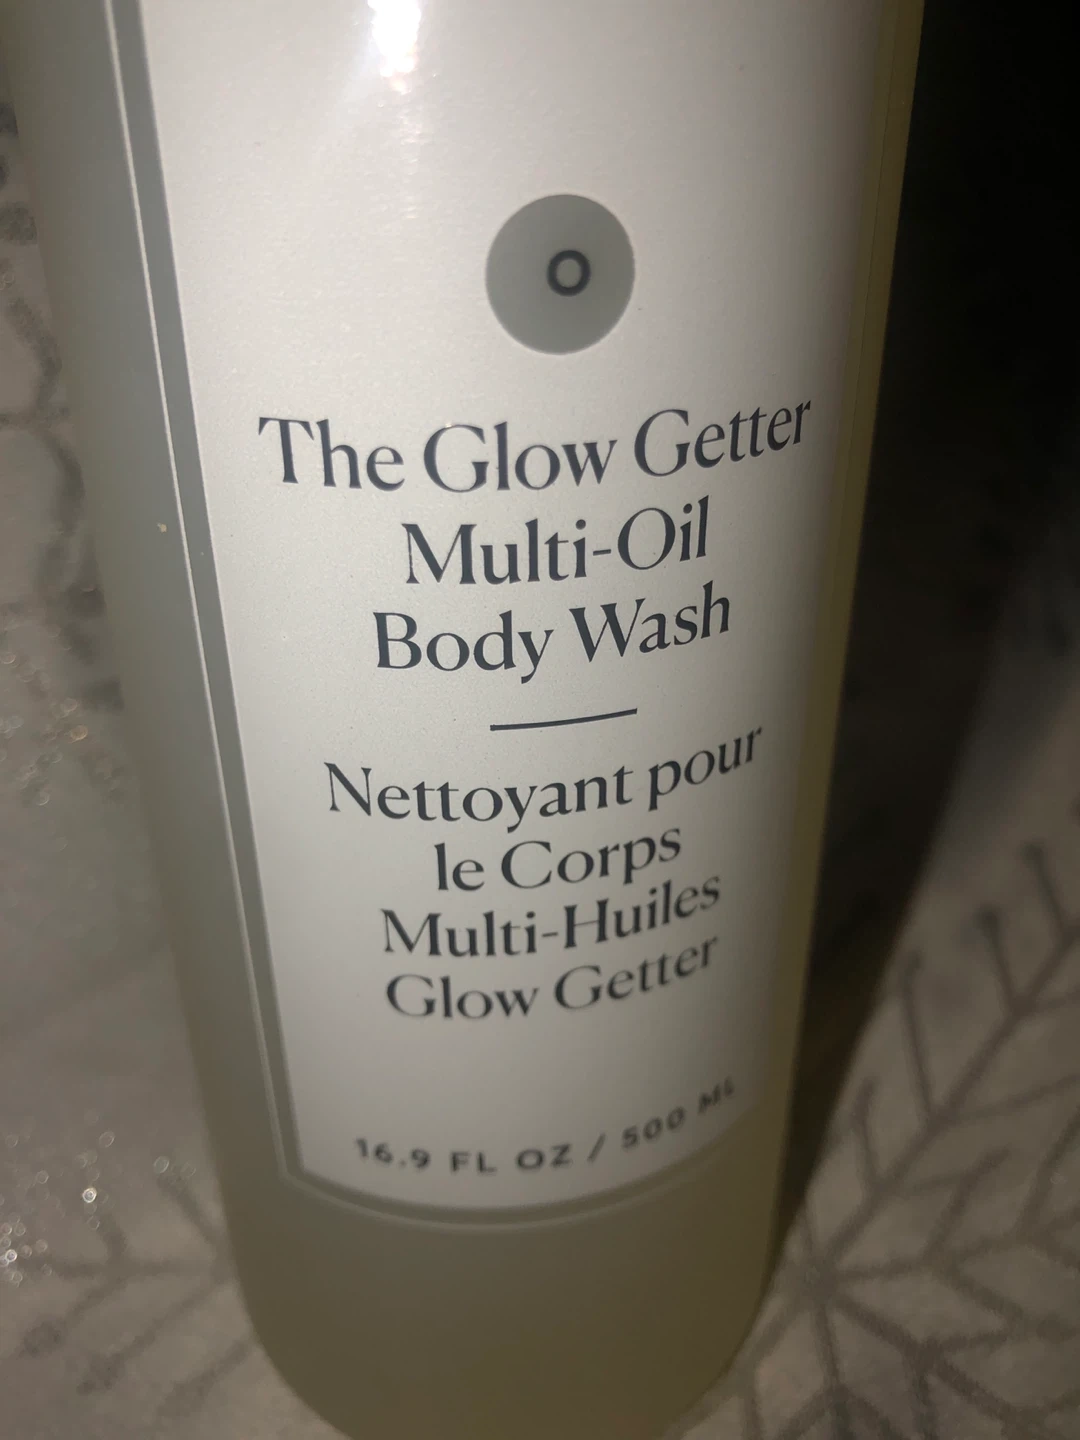 O
The Glow Getter
Multi-Oil
Body Wash
Nettoyant pour
le Corps
Multi-Huiles
Glow Getter
16.9 FL OZ / 500 ML